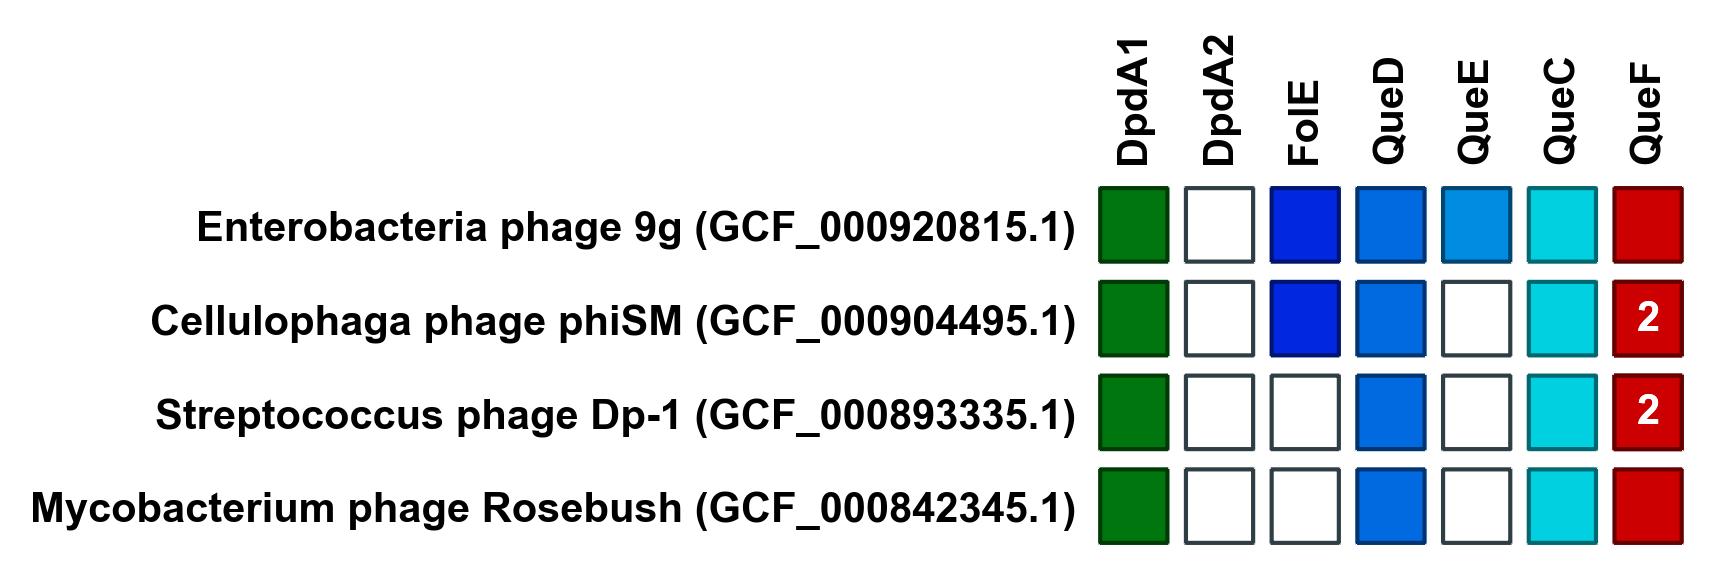 DpdA1 DpdA2 FolE QueD QueE QueC QueF
Enterobacteria phage 9g (GCF_000920815.1)
Cellulophaga phage phiSM (GCF_000904495.1) 2
Streptococcus phage Dp-1 (GCF_000893335.1) 2
Mycobacterium phage Rosebush (GCF_000842345.1)